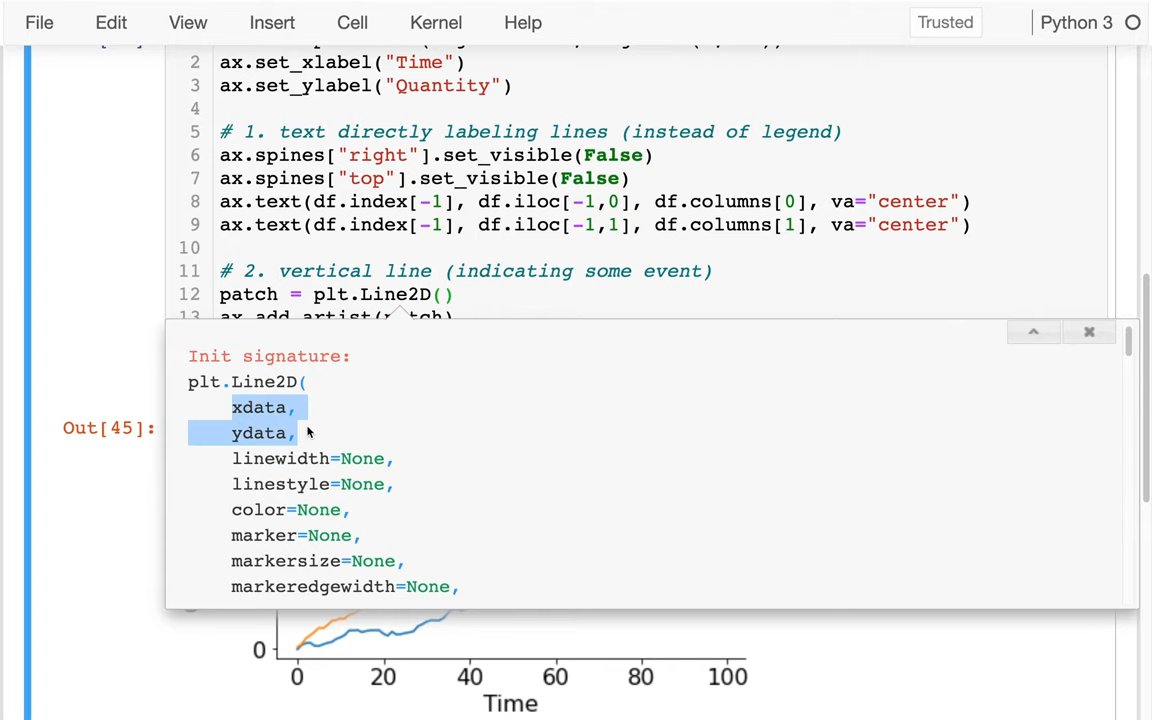 File Edit View Insert Cell Kernel Help Trusted Python 3
2 ax.set_xlabel("Time")
3 ax.set_ylabel("Quantity")
4
5 # 1. text directly labeling lines (instead of legend)
6 ax.spines["right"].set_visible(False)
7 ax.spines["top"].set_visible(False)
8 ax.text(df.index[-1], df.iloc[-1,0], df.columns[0], va="center")
9 ax.text(df.index[-1], df.iloc[-1,1], df.columns[1], va="center")
10
11 # 2. vertical line (indicating some event)
12 patch = plt.Line2D()
13 ax.add_artist(patch)
Init signature:
plt.Line2D(
xdata,
Out[45]:
ydata,
linewidth=None,
linestyle=None,
color=None,
marker=None,
markersize=None,
markeredgewidth=None,
0
0 20 40 60 80 100
Time